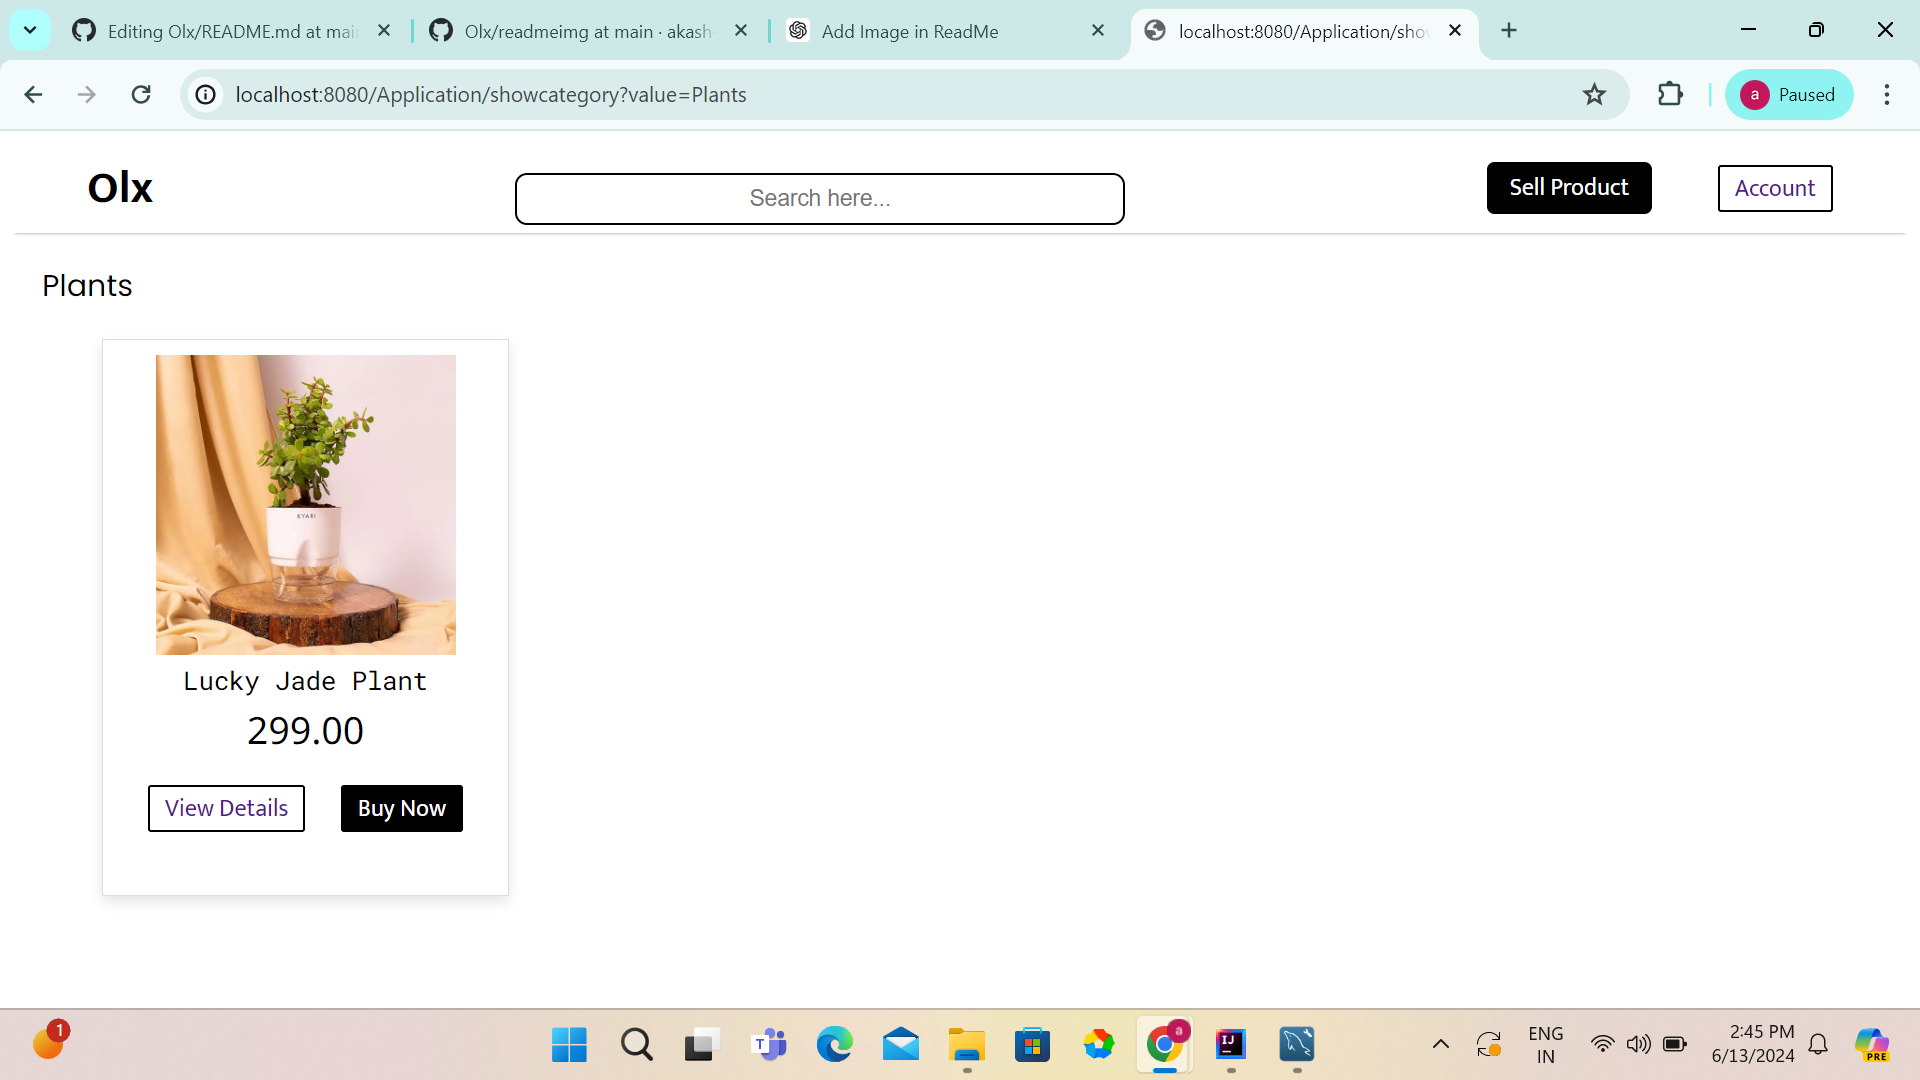 Editing Olx/README.md at mai
Olx/readmeimg at main · akash
Add Image in ReadMe
localhost:8080/Application/sho
localhost:8080/Application/showcategory?value=Plants
a
Paused
Olx
Search here...
Sell Product
Account
Plants
KYARI
Lucky Jade Plant
299.00
View Details
Buy Now
1
T
a
IJ
ENG
IN
2:45 PM
6/13/2024
PRE